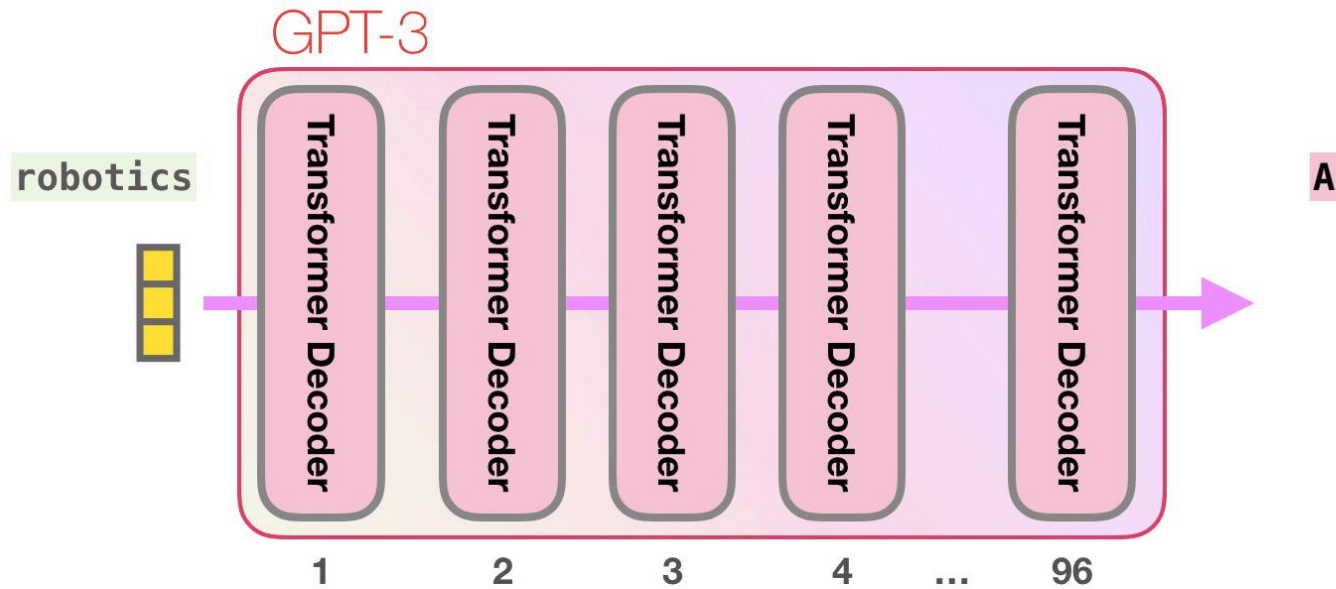 GPT-3
robotics
A
Transformer Decoder
Transformer Decoder
Transformer Decoder
Transformer Decoder
Transformer Decoder
1 2 3 4 ... 96